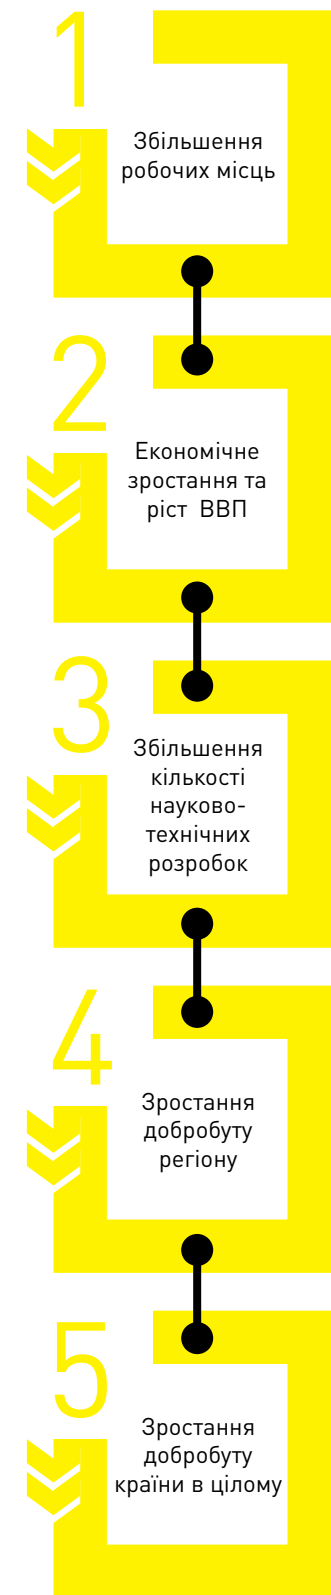 1
Збільшення
робочих місць
2
Економічне
зростання та
ріст ВВП
3
Збільшення
кількості
науково-
технічних
розробок
4
Зростання
добробуту
регіону
5
Зростання
добробуту
країни в цілому